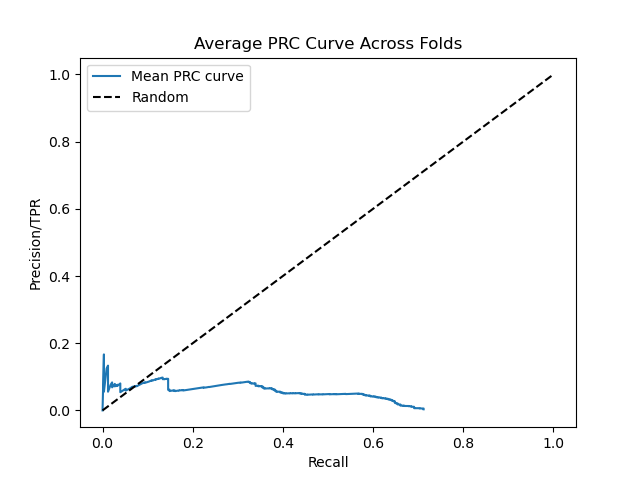 Average PRC Curve Across Folds
Mean PRC curve
Random
Precision/TPR
1.0
0.8
0.6
0.4
0.2
0.0
0.0 0.2 0.4 0.6 0.8 1.0
Recall